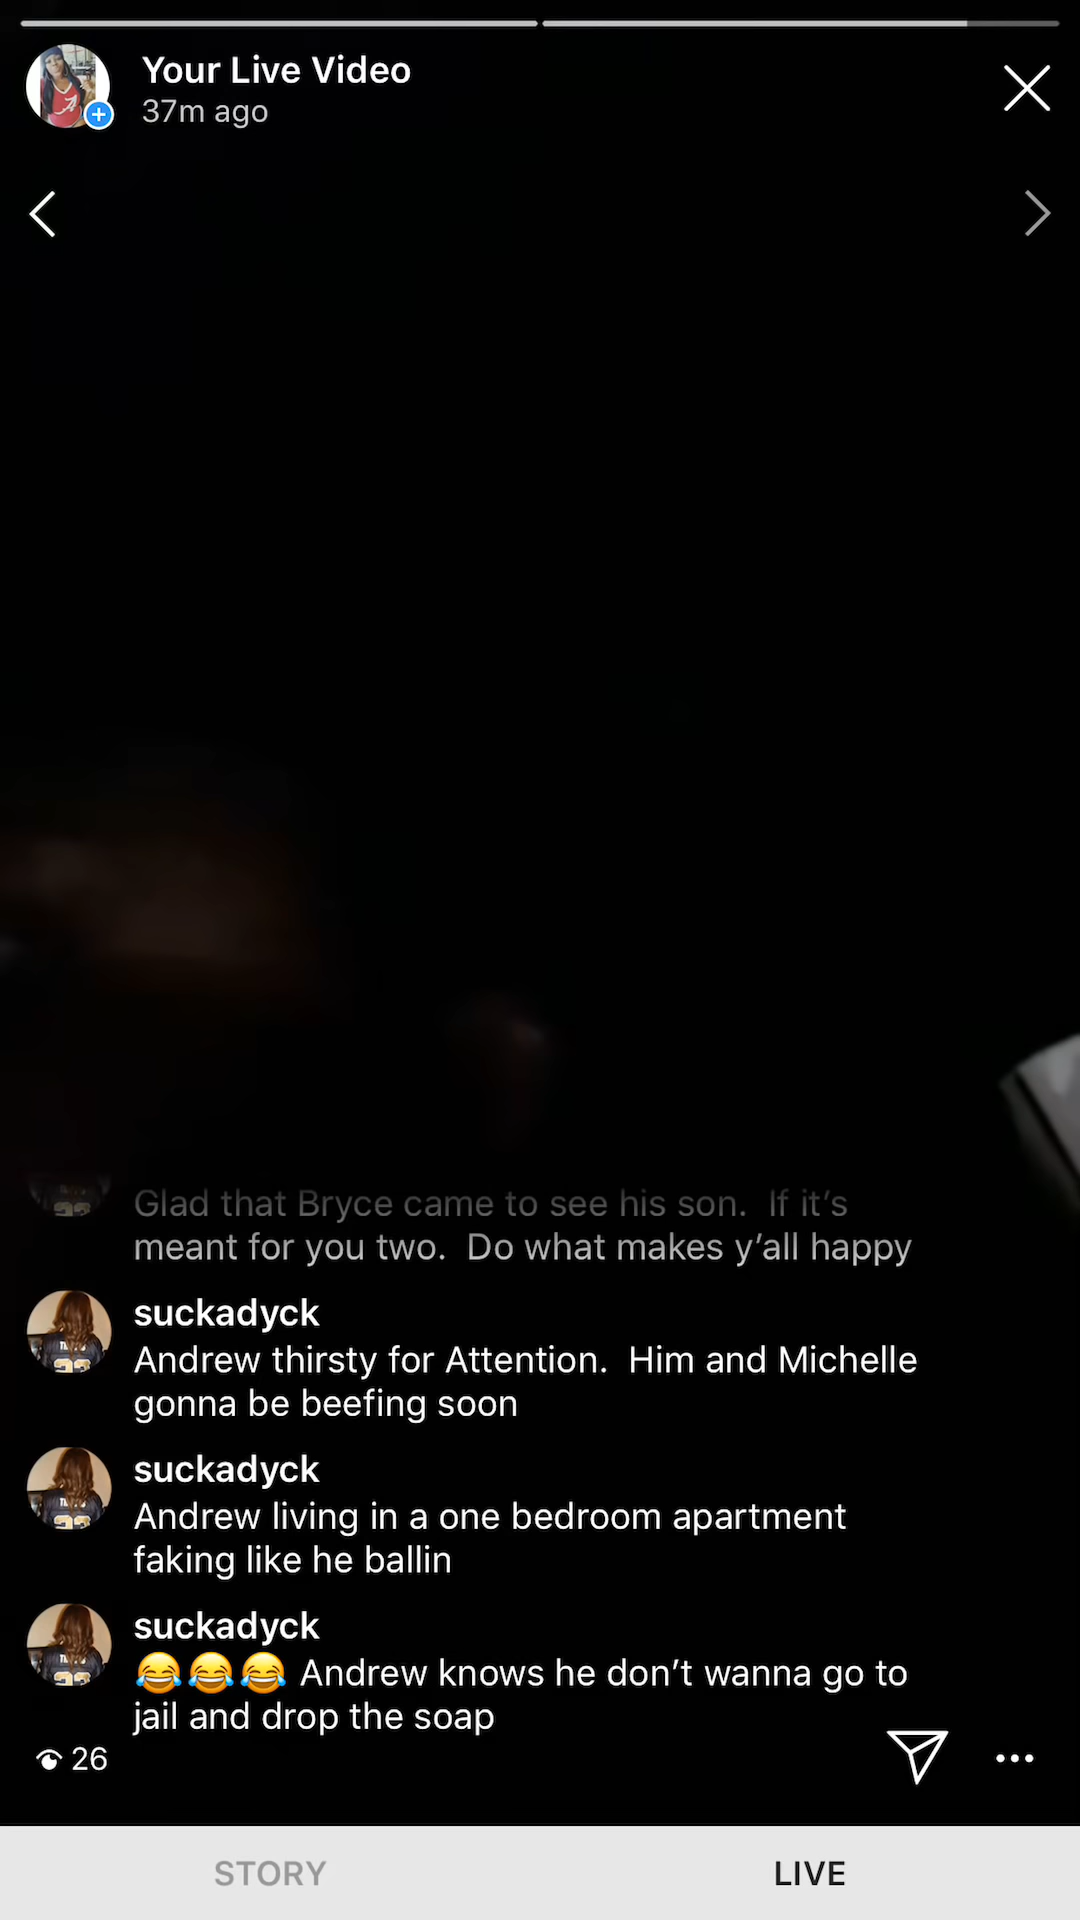 Your Live Video
37m ago
Glad that Bryce came to see his son.  If it’s
meant for you two.  Do what makes y’all happy
suckadyck
Andrew thirsty for Attention.  Him and Michelle
gonna be beefing soon
suckadyck
Andrew living in a one bedroom apartment
faking like he ballin
suckadyck
😂😂😂 Andrew knows he don’t wanna go to
jail and drop the soap
26
STORY
LIVE